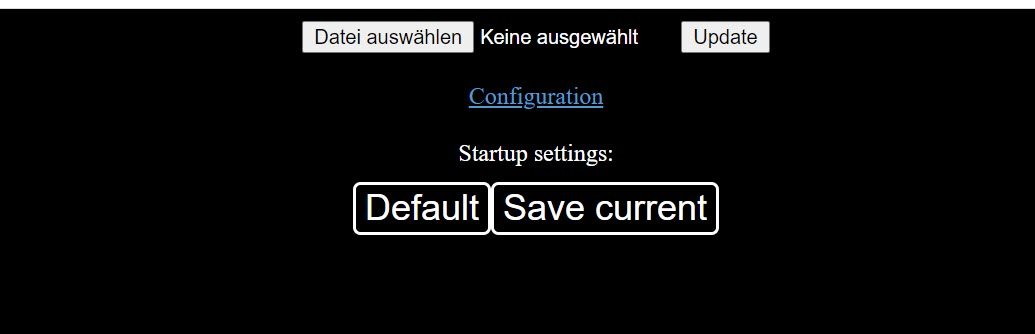 Datei auswählen Keine ausgewählt Update
Configuration
Startup settings:
Default Save current